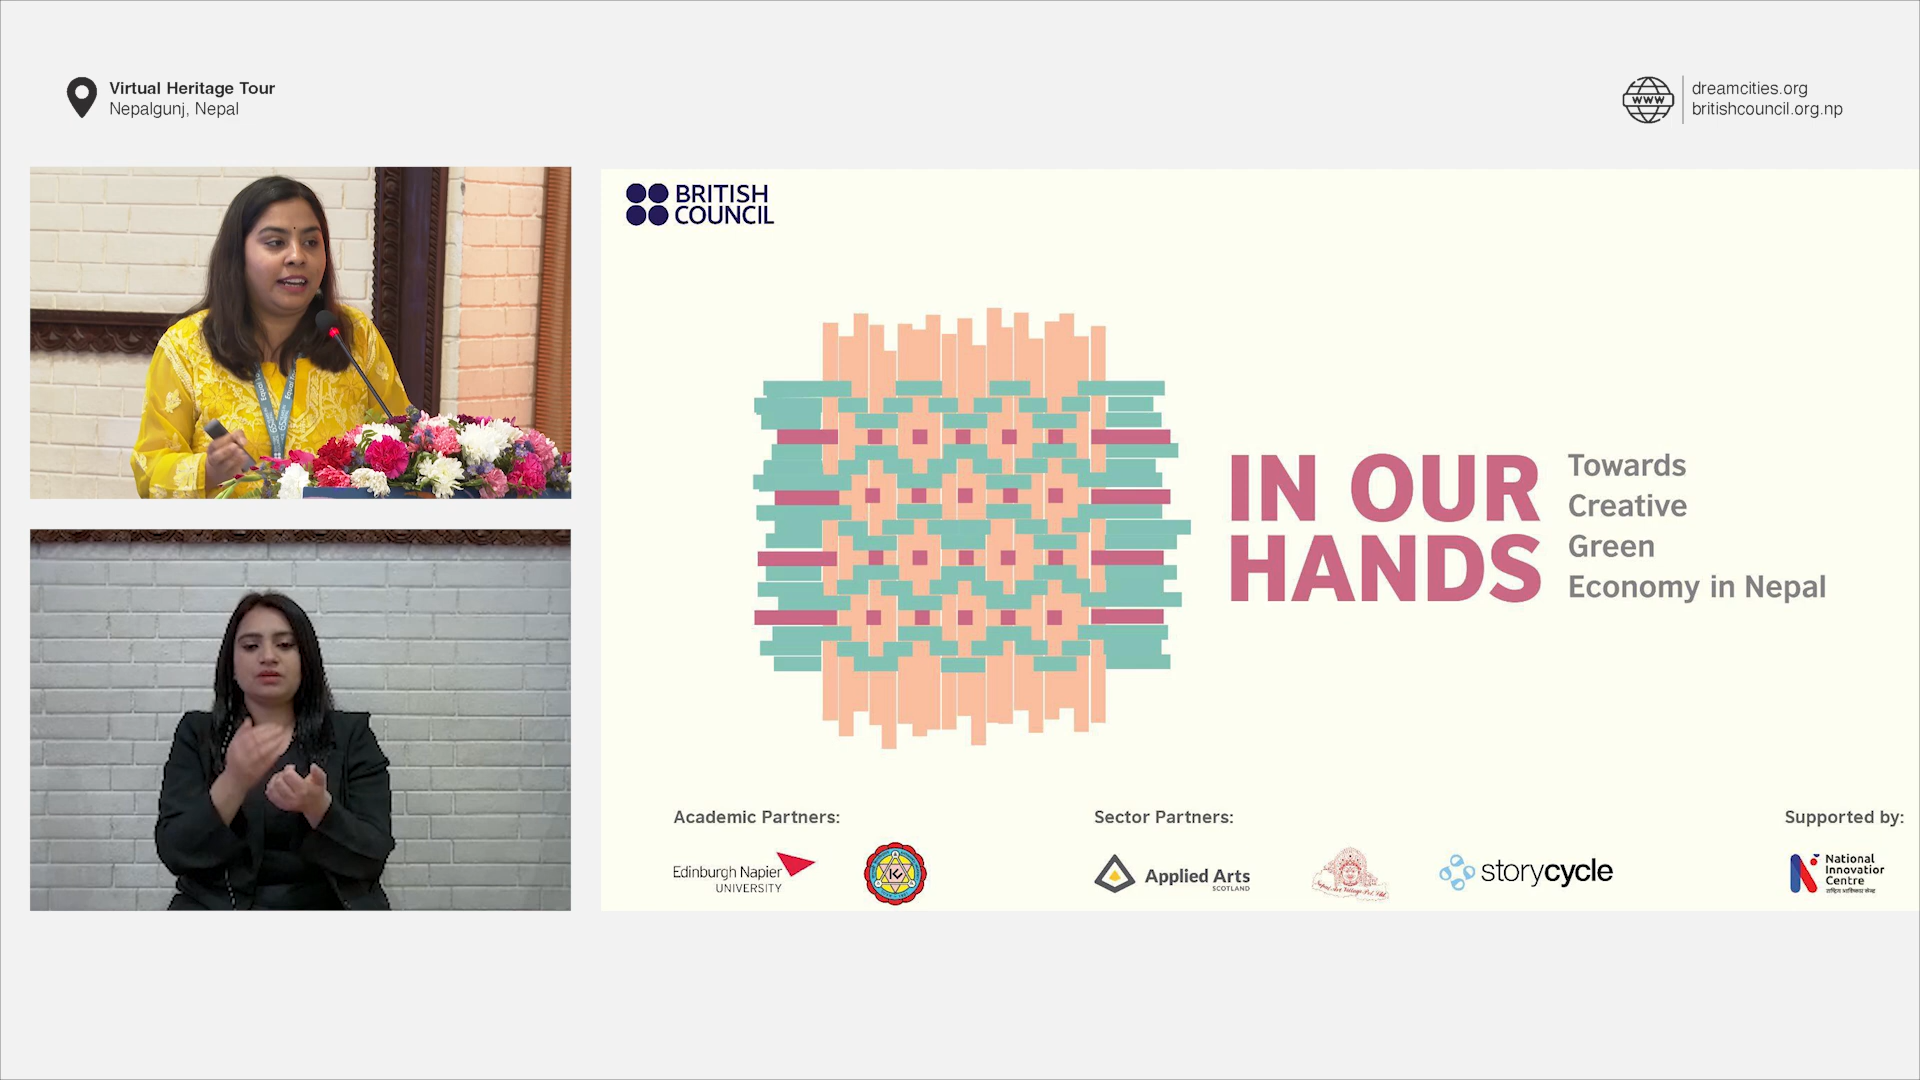 Virtual Heritage Tour
Nepalgunj, Nepal
dreamcities.org
britishcouncil.org.np
WWW
BRITISH
COUNCIL
IN OUR
HANDS
Towards
Creative
Green
Economy in Nepal
Academic Partners:
Sector Partners:
Supported by:
Edinburgh Napier
UNIVERSITY
Applied Arts
SCOTLAND
storycycle
National
Innovation
Centre